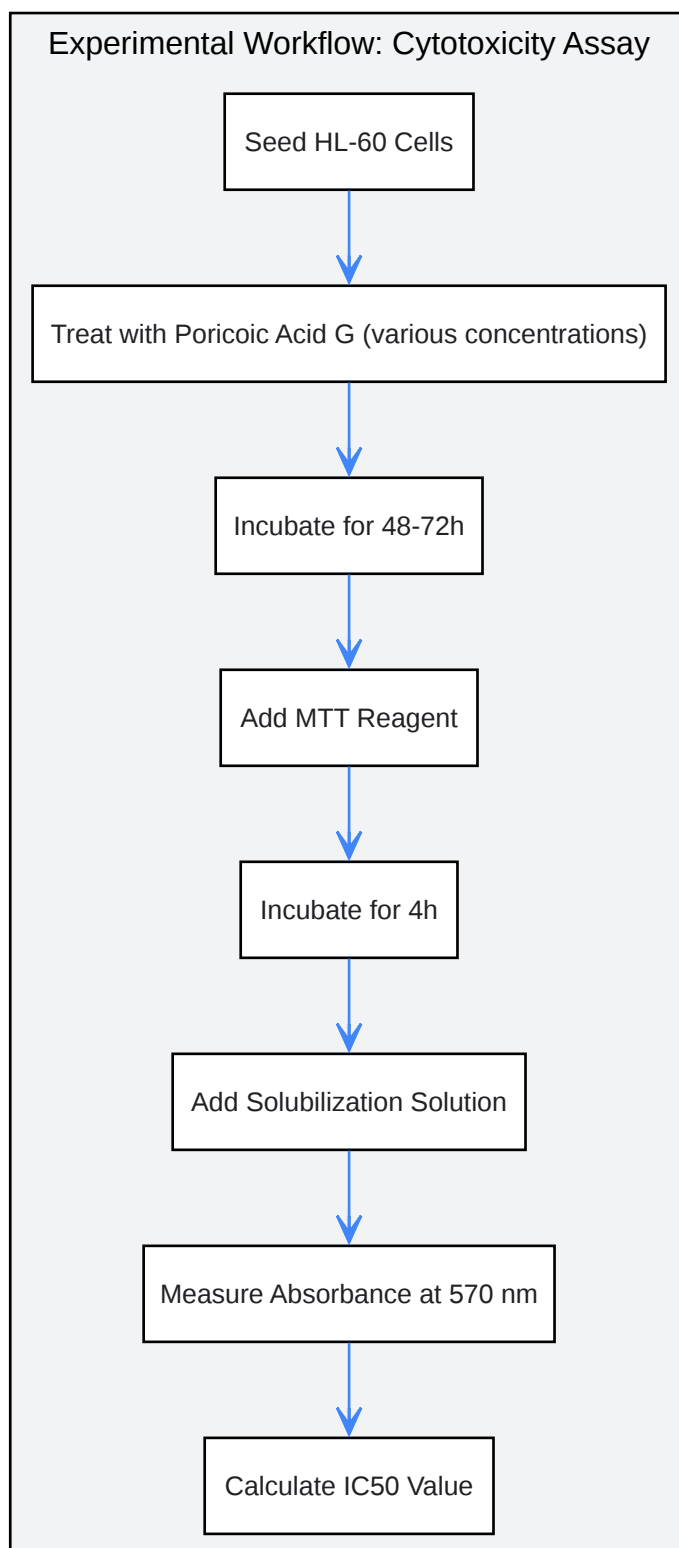 Experimental Workflow: Cytotoxicity Assay
Seed HL-60 Cells
Treat with Poricoic Acid G (various concentrations)
Incubate for 48-72h
Add MTT Reagent
Incubate for 4h
Add Solubilization Solution
Measure Absorbance at 570 nm
Calculate IC50 Value